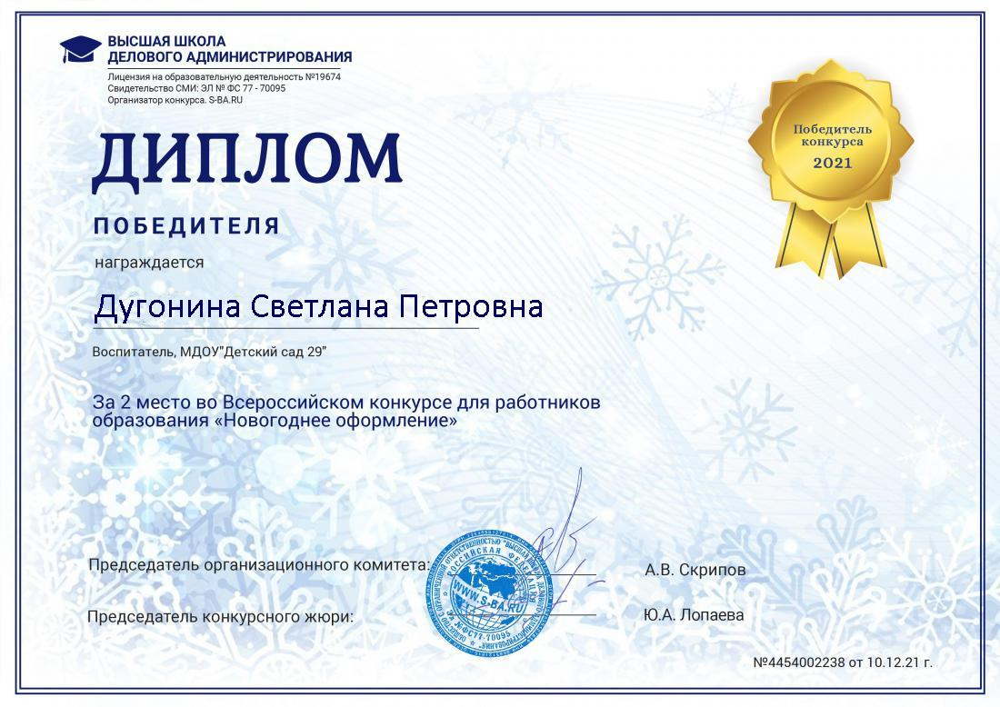 ВЫСШАЯ ШКОЛА
ДЕЛОВОГО АДМИНИСТРИРОВАНИЯ
Лицензия на образовательную деятельность №19674
Свидетельство СМИ: ЭЛ № ФС 77 - 70095
Организатор конкурса. S-BA.RU
Победитель
конкурса
2021
ДИПЛОМ
ПОБЕДИТЕЛЯ
награждается
Дугонина Светлана Петровна
Воспитатель, МДОУ"Детский сад 29"
За 2 место во Всероссийском конкурсе для работников
образования «Новогоднее оформление»
Председатель организационного комитета:
А.В. Скрипов
РОССИЙСКАЯ ФЕДЕРАЦИЯ
WWW.S-BA.RU
Председатель конкурсного жюри:
Ю.А. Лопаева
№4454002238 от 10.12.21 г.